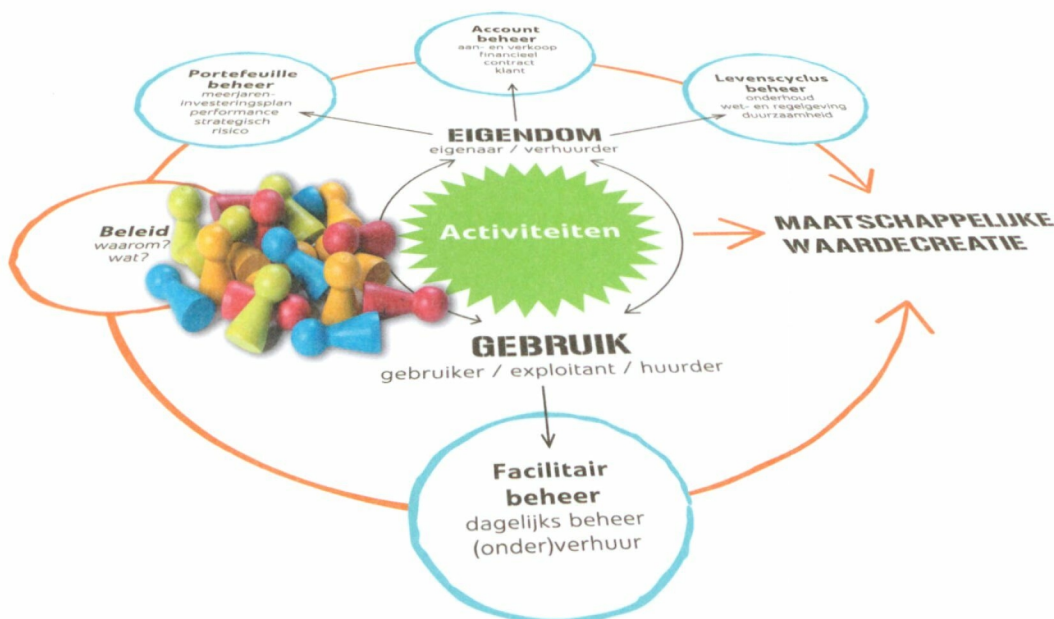 Account
beheer
aan- en verkoop
financieel
contract
klant
Portefeuille
beheer
meerjaren-
investeringsplan
performance
strategisch
risico
Levenscyclus
beheer
onderhoud
wet- en regelgeving
duurzaamheid
EIGENDOM
eigenaar / verhuurder
Beleid
waarom?
wat?
Activiteiten
MAATSCHAPPELIJKE
WAARDECREATIE
GEBRUIK
gebruiker / exploitant / huurder
Facilitair
beheer
dagelijks beheer
(onder)verhuur